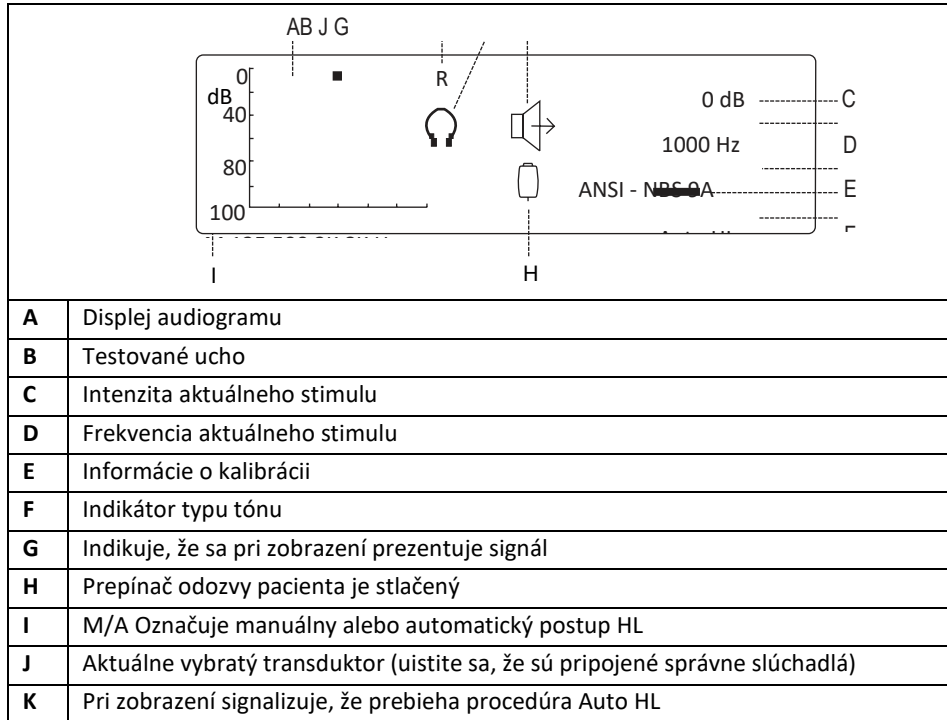 AB J G
0
R
dB
0 dB
C
40
1000 Hz
D
80
ANSI - NBS 9A
E
100
I
H
A Displej audiogramu
B Testované ucho
C Intenzita aktuálneho stimulu
D Frekvencia aktuálneho stimulu
E Informácie o kalibrácii
F Indikátor typu tónu
G Indikuje, že sa pri zobrazení prezentuje signál
H Prepínač odozvy pacienta je stlačený
I M/A Označuje manuálny alebo automatický postup HL
J Aktuálne vybratý transduktor (uistite sa, že sú pripojené správne slúchadlá)
K Pri zobrazení signalizuje, že prebieha procedúra Auto HL